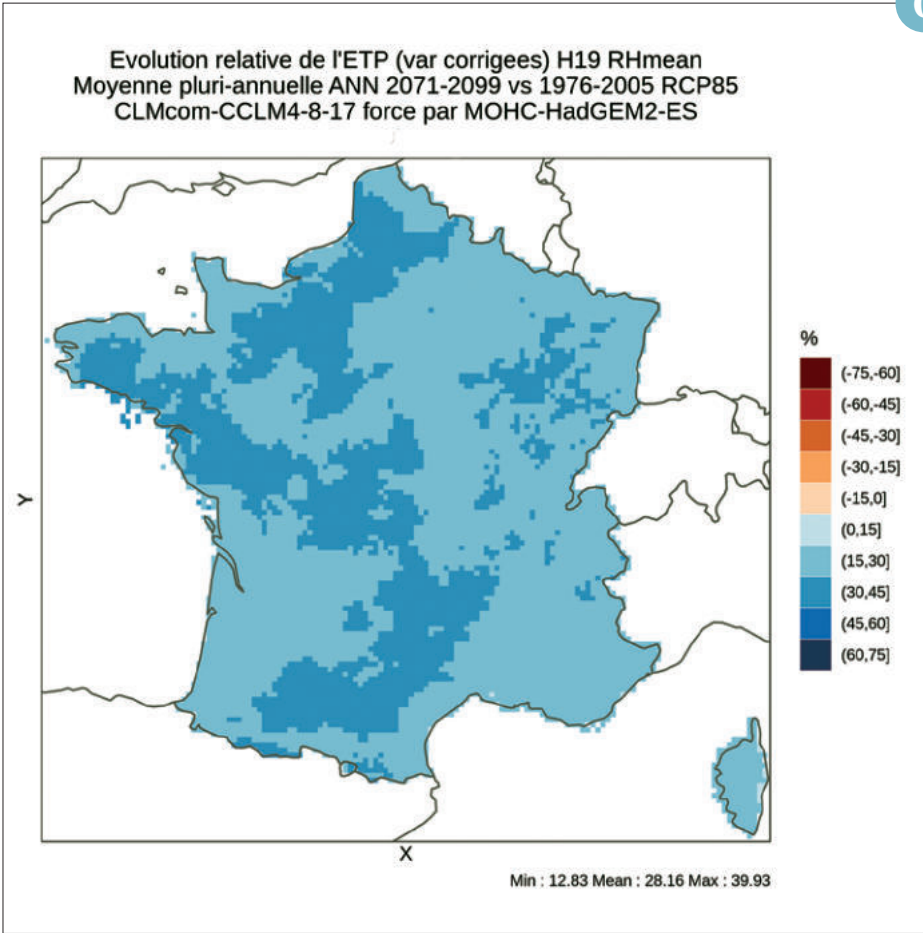 Evolution relative de l'ETP (var corrigees) H19 RHmean
Moyenne pluri-annuelle ANN 2071-2099 vs 1976-2005 RCP85
CLMcom-CCLM4-8-17 force par MOHC-HadGEM2-ES
%
(-75,-60]
(-60,-45]
(-45,-30]
(-30,-15]
(-15,0]
(0,15]
(15,30]
(30,45]
(45,60]
(60,75]
Y
X
Min : 12.83 Mean : 28.16 Max : 39.93